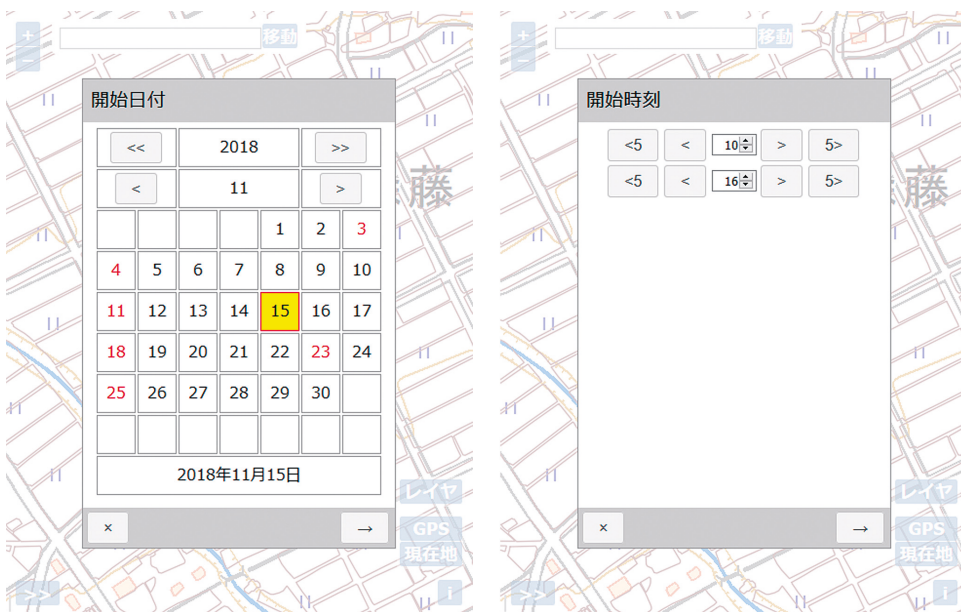 +
移動
−
開始日付
<< 2018 >>
< 11 >
1 2 3
4 5 6 7 8 9 10
11 12 13 14 15 16 17
18 19 20 21 22 23 24
25 26 27 28 29 30
2018年11月15日
× →
藤
レイヤ
GPS
現在地
>>
i
+
移動
−
開始時刻
<5 < 10 > 5>
<5 < 16 > 5>
× →
藤
レイヤ
GPS
現在地
>>
i